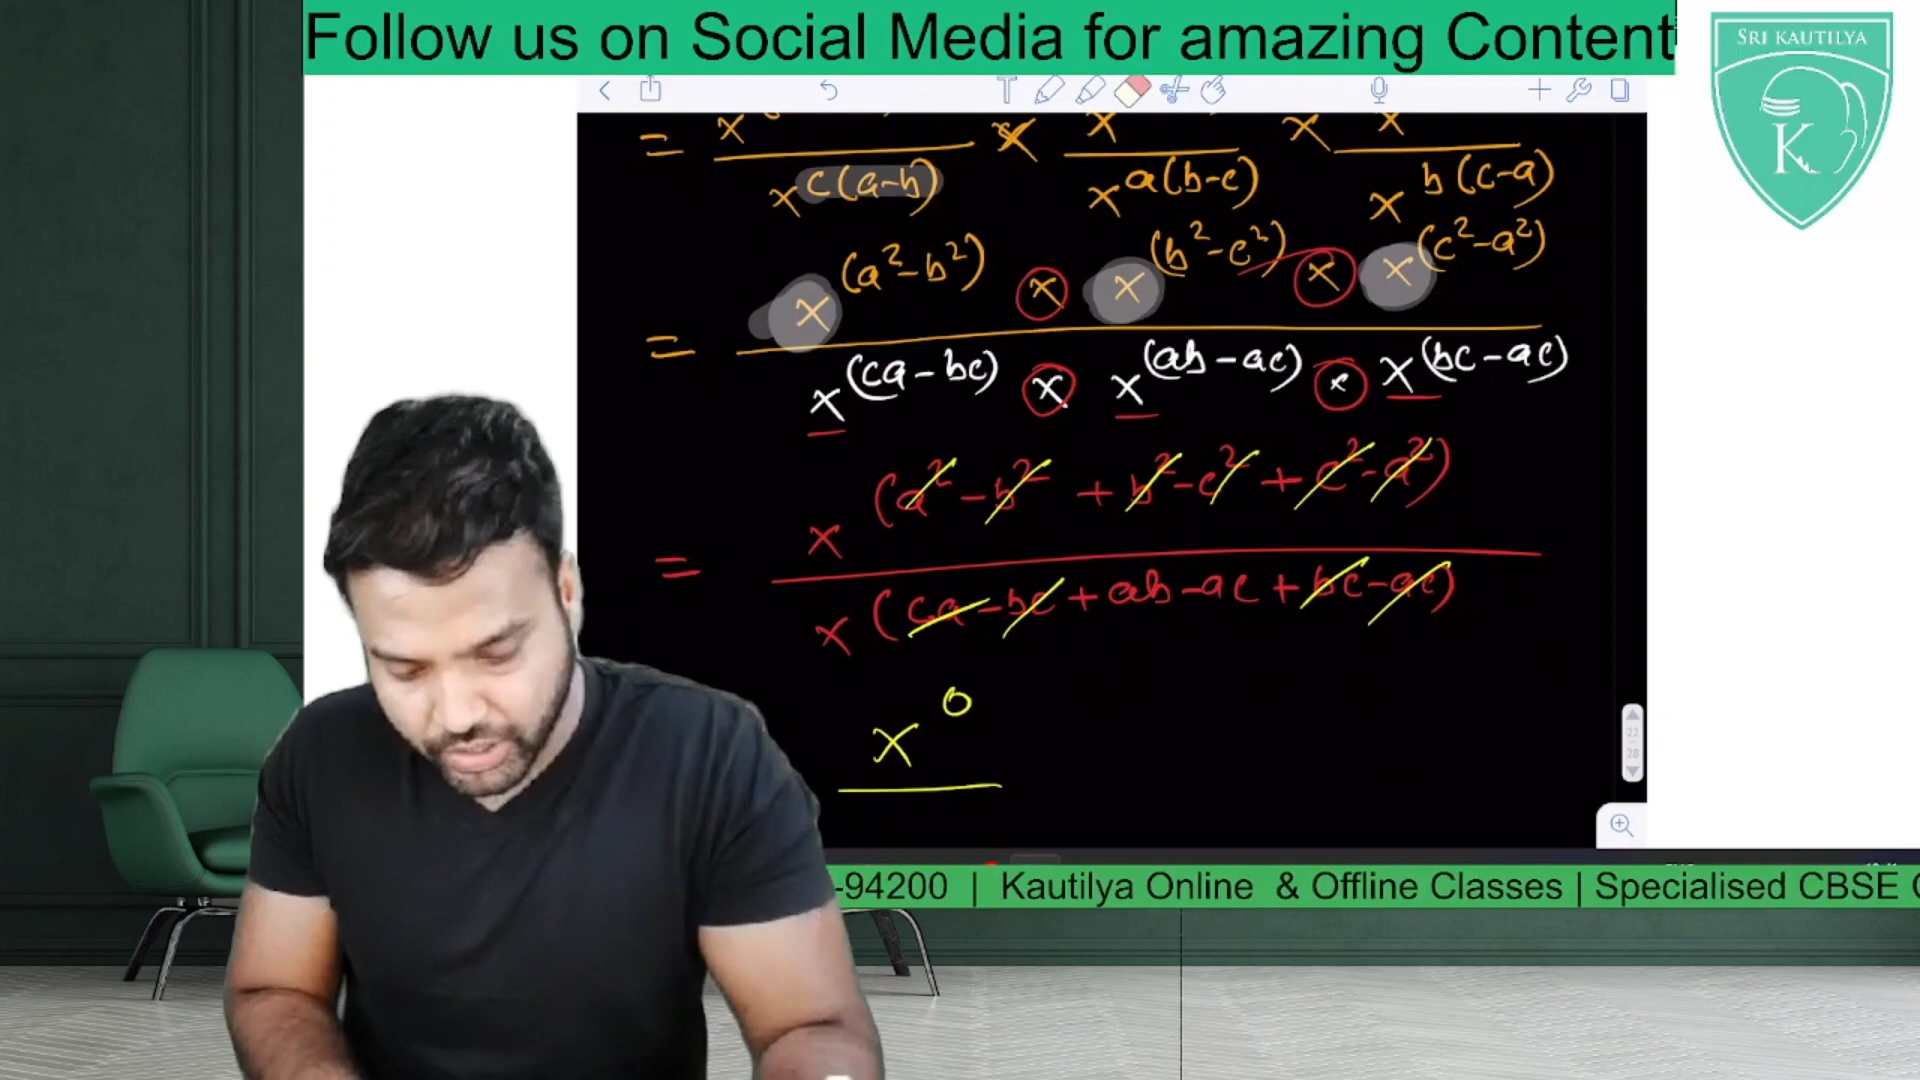 Follow us on Social Media for amazing Content
SRI KAUTILYA
K
T
= x × x × x
x^c(a-b) x^a(b-c) x^b(c-a)
= x^(a²-b²) × x^(b²-c²) × x^(c²-a²)
x^(ca-bc) × x^(ab-ac) × x^(bc-ac)
= x^(a²-b²+b²-c²+c²-a²)
x^(ca-bc+ab-ac+bc-ac)
x^0
22
28
-94200 | Kautilya Online & Offline Classes | Specialised CBSE